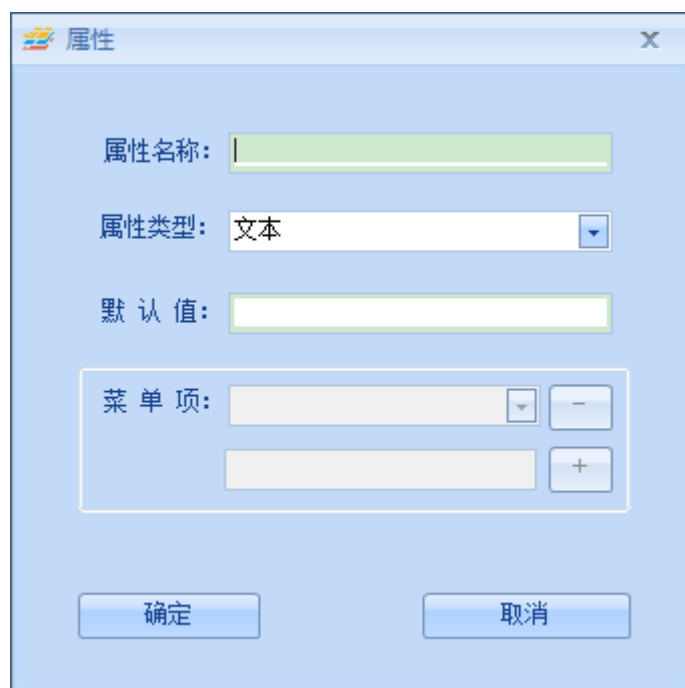 属性
属性名称：
属性类型： 文本
默 认 值：
菜 单 项： -
+
确定 取消